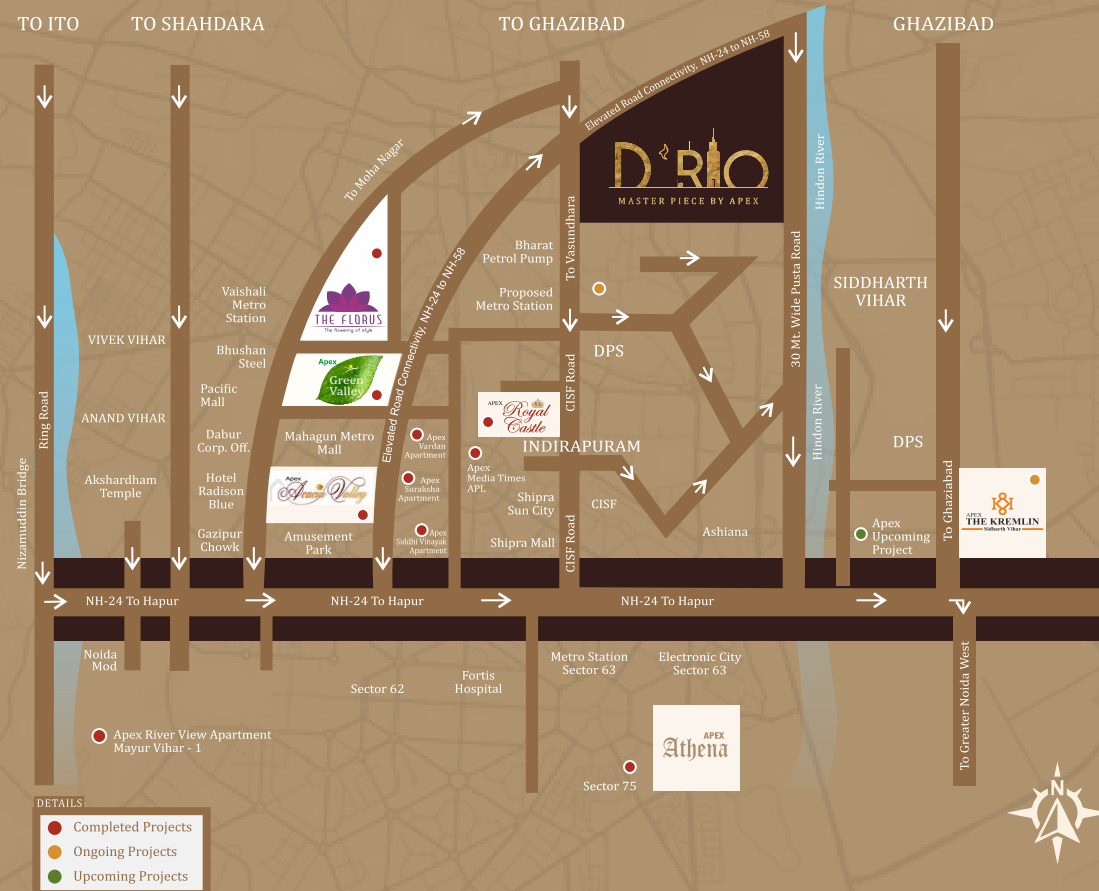 TO ITO
TO SHAHDARA
TO GHAZIBAD
GHAZIBAD
Elevated Road Connectivity, NH-24 to NH-58
D'RIO
MASTER PIECE BY APEX
To Moha Nagar
Hindon River
To Vasundhara
30 Mt. Wide Pusta Road
Bharat
Petrol Pump
Proposed
Metro Station
SIDDHARTH
VIHAR
Vaishali
Metro
Station
THE FLORUS
The flowering of style
Elevated Road Connectivity, NH-24 to NH-58
VIVEK VIHAR
Bhushan
Steel
Apex
Green
Valley
DPS
CISF Road
Hindon River
Pacific
Mall
APEX
Royal
Castle
Ring Road
ANAND VIHAR
Dabur
Corp. Off.
Mahagun Metro
Mall
Apex
Vardan
Apartment
INDIRAPURAM
DPS
Akshardham
Temple
Hotel
Radison
Blue
Apex
Acacia Valley
Apex
Suraksha
Apartment
Apex
Media Times
APL
Shipra
Sun City
CISF
To Ghaziabad
APEX
THE KREMLIN
Sidharth Vihar
Nizamuddin Bridge
Gazipur
Chowk
Amusement
Park
Apex
Siddhi Vinayak
Apartment
Shipra Mall
CISF Road
Ashiana
Apex
Upcoming
Project
NH-24 To Hapur
NH-24 To Hapur
NH-24 To Hapur
Noida
Mod
Sector 62
Fortis
Hospital
Metro Station
Sector 63
Electronic City
Sector 63
To Greater Noida West
Apex River View Apartment
Mayur Vihar - 1
APEX
Athena
Sector 75
N
DETAILS
Completed Projects
Ongoing Projects
Upcoming Projects